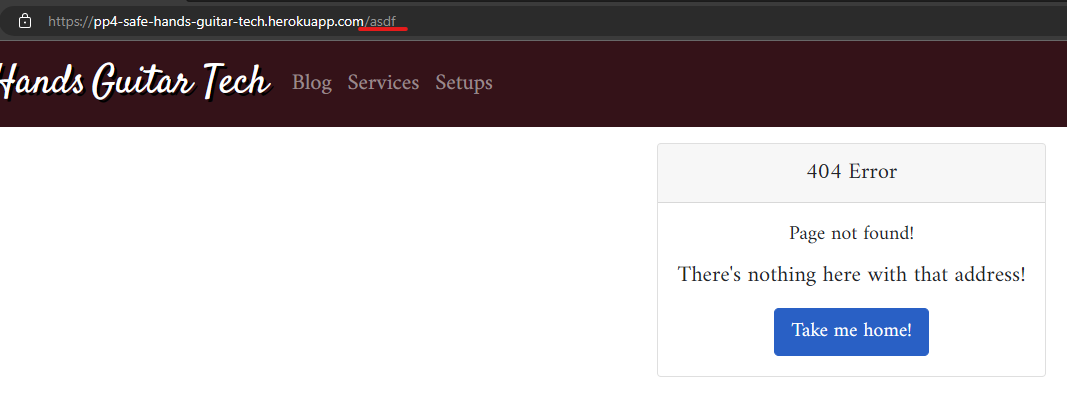 https://pp4-safe-hands-guitar-tech.herokuapp.com/asdf
Hands Guitar Tech Blog Services Setups
404 Error
Page not found!
There's nothing here with that address!
Take me home!